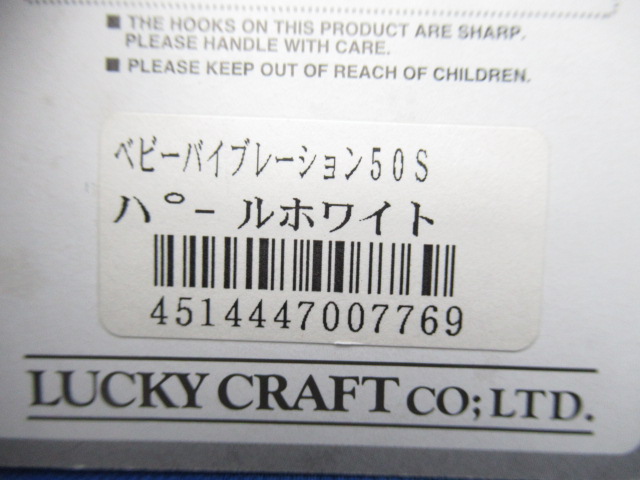 ■ THE HOOKS ON THIS PRODUCT ARE SHARP.
PLEASE HANDLE WITH CARE.
■ PLEASE KEEP OUT OF REACH OF CHILDREN.
ベビーバイブレーション50S
パールホワイト
4514447007769
LUCKY CRAFT CO;LTD.